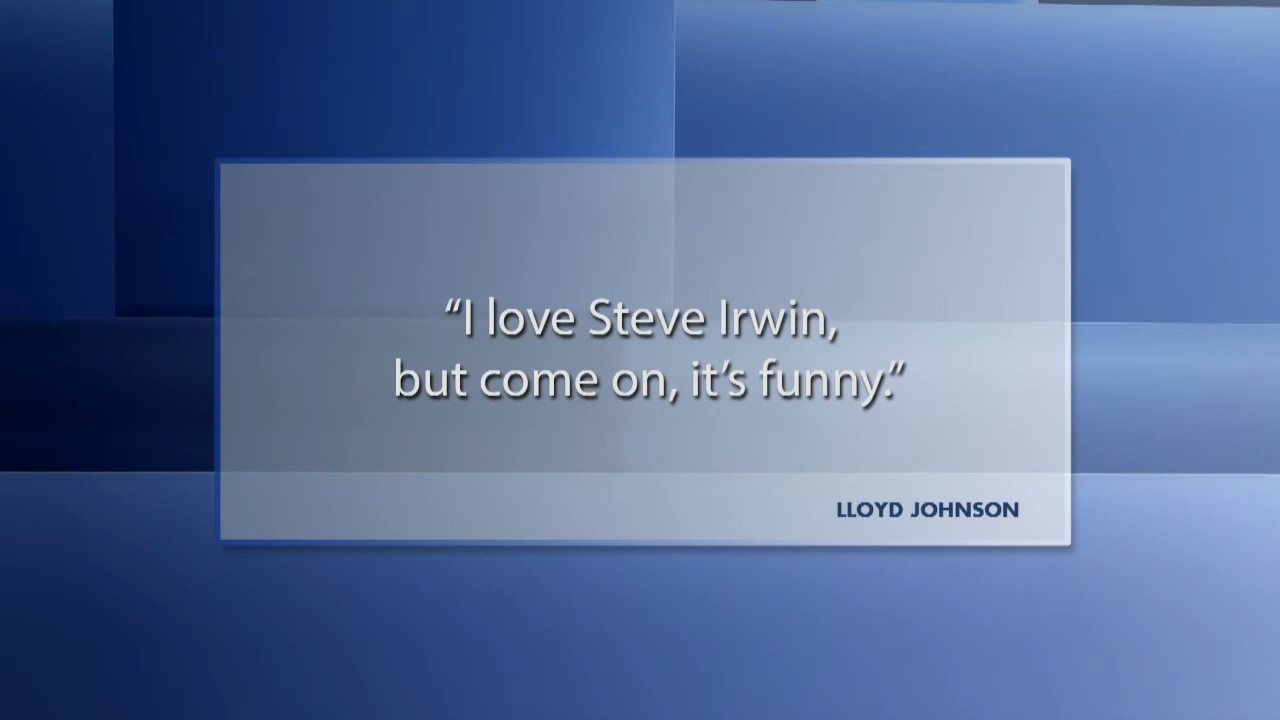 “I love Steve Irwin,
but come on, it’s funny.”
LLOYD JOHNSON